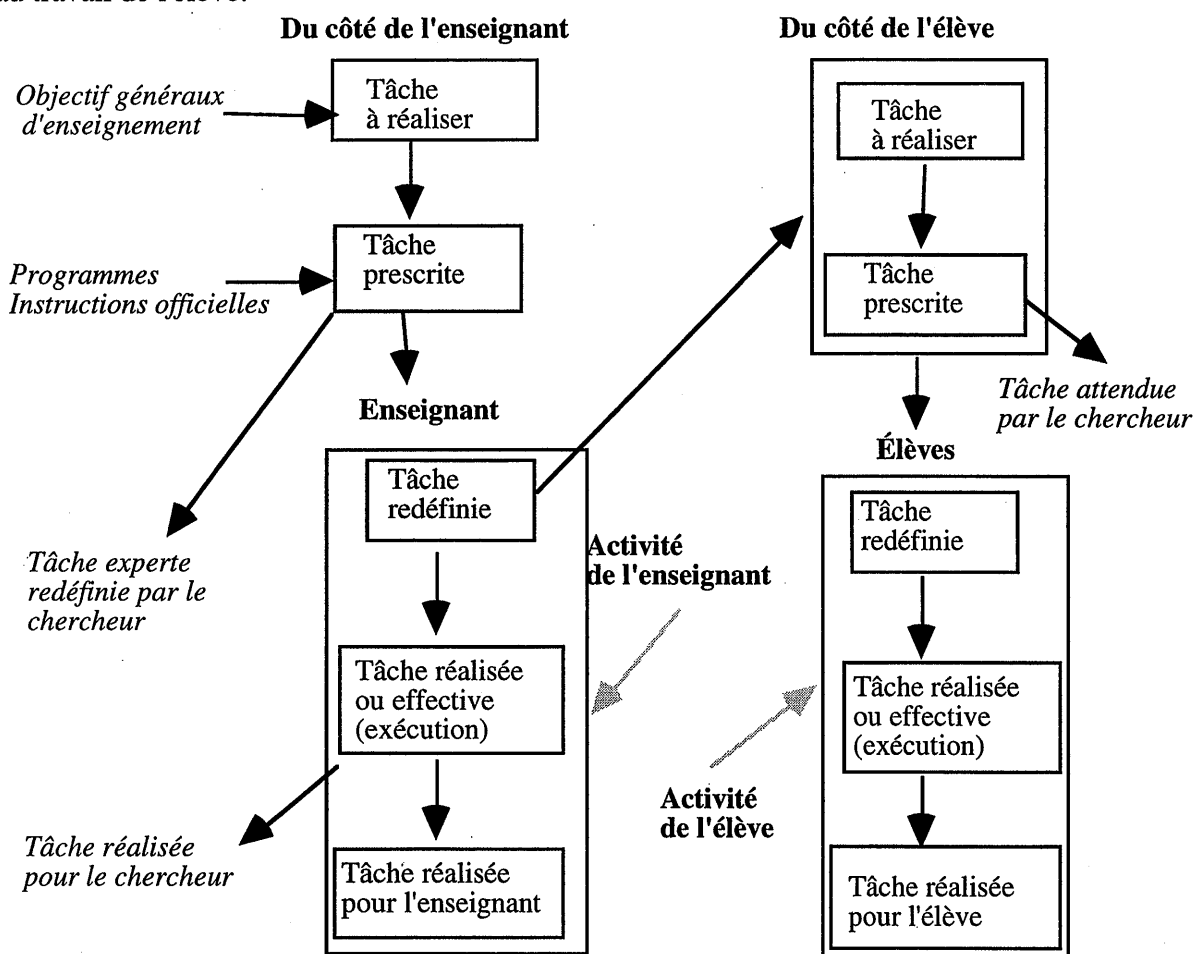 au travail de l'élève.
Du côté de l'enseignant
Objectif généraux
d'enseignement
Tâche
à réaliser
Programmes
Instructions officielles
Tâche
prescrite
Enseignant
Tâche experte
redéfinie par le
chercheur
Tâche
redéfinie
Activité
de l'enseignant
Tâche réalisée
ou effective
(exécution)
Tâche réalisée
pour le chercheur
Tâche réalisée
pour l'enseignant
Du côté de l'élève
Tâche
à réaliser
Tâche
prescrite
Tâche attendue
par le chercheur
Élèves
Tâche
redéfinie
Tâche réalisée
ou effective
(exécution)
Activité
de l'élève
Tâche réalisée
pour l'élève